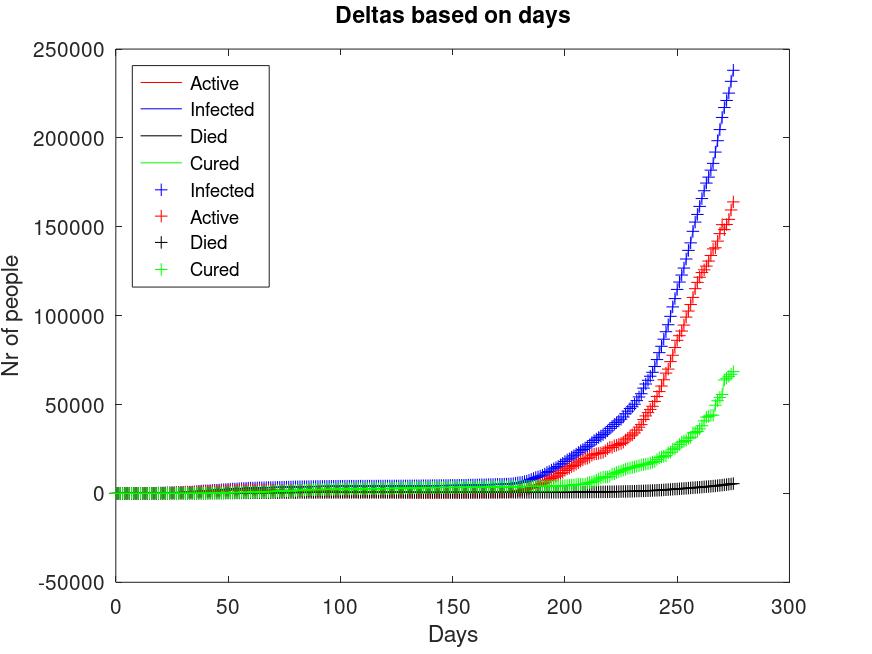 Deltas based on days
250000
200000
150000
100000
50000
0
-50000
Nr of people
Active
Infected
Died
Cured
Infected
Active
Died
Cured
0 50 100 150 200 250 300
Days